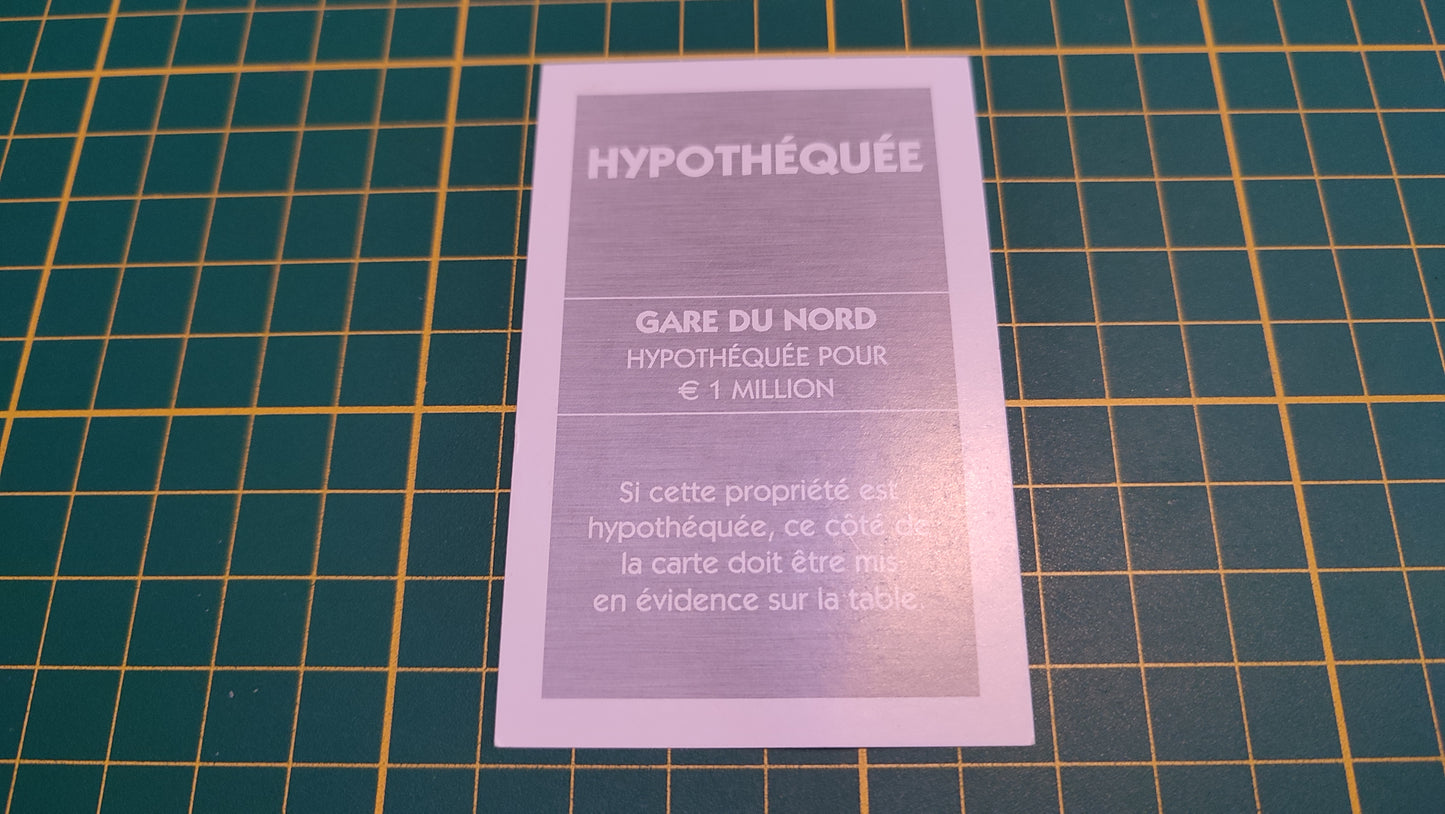 HYPOTHÉQUÉE
GARE DU NORD
HYPOTHÉQUÉE POUR
€ 1 MILLION
Si cette propriété est
hypothéquée, ce côté de
la carte doit être mis
en évidence sur la table.